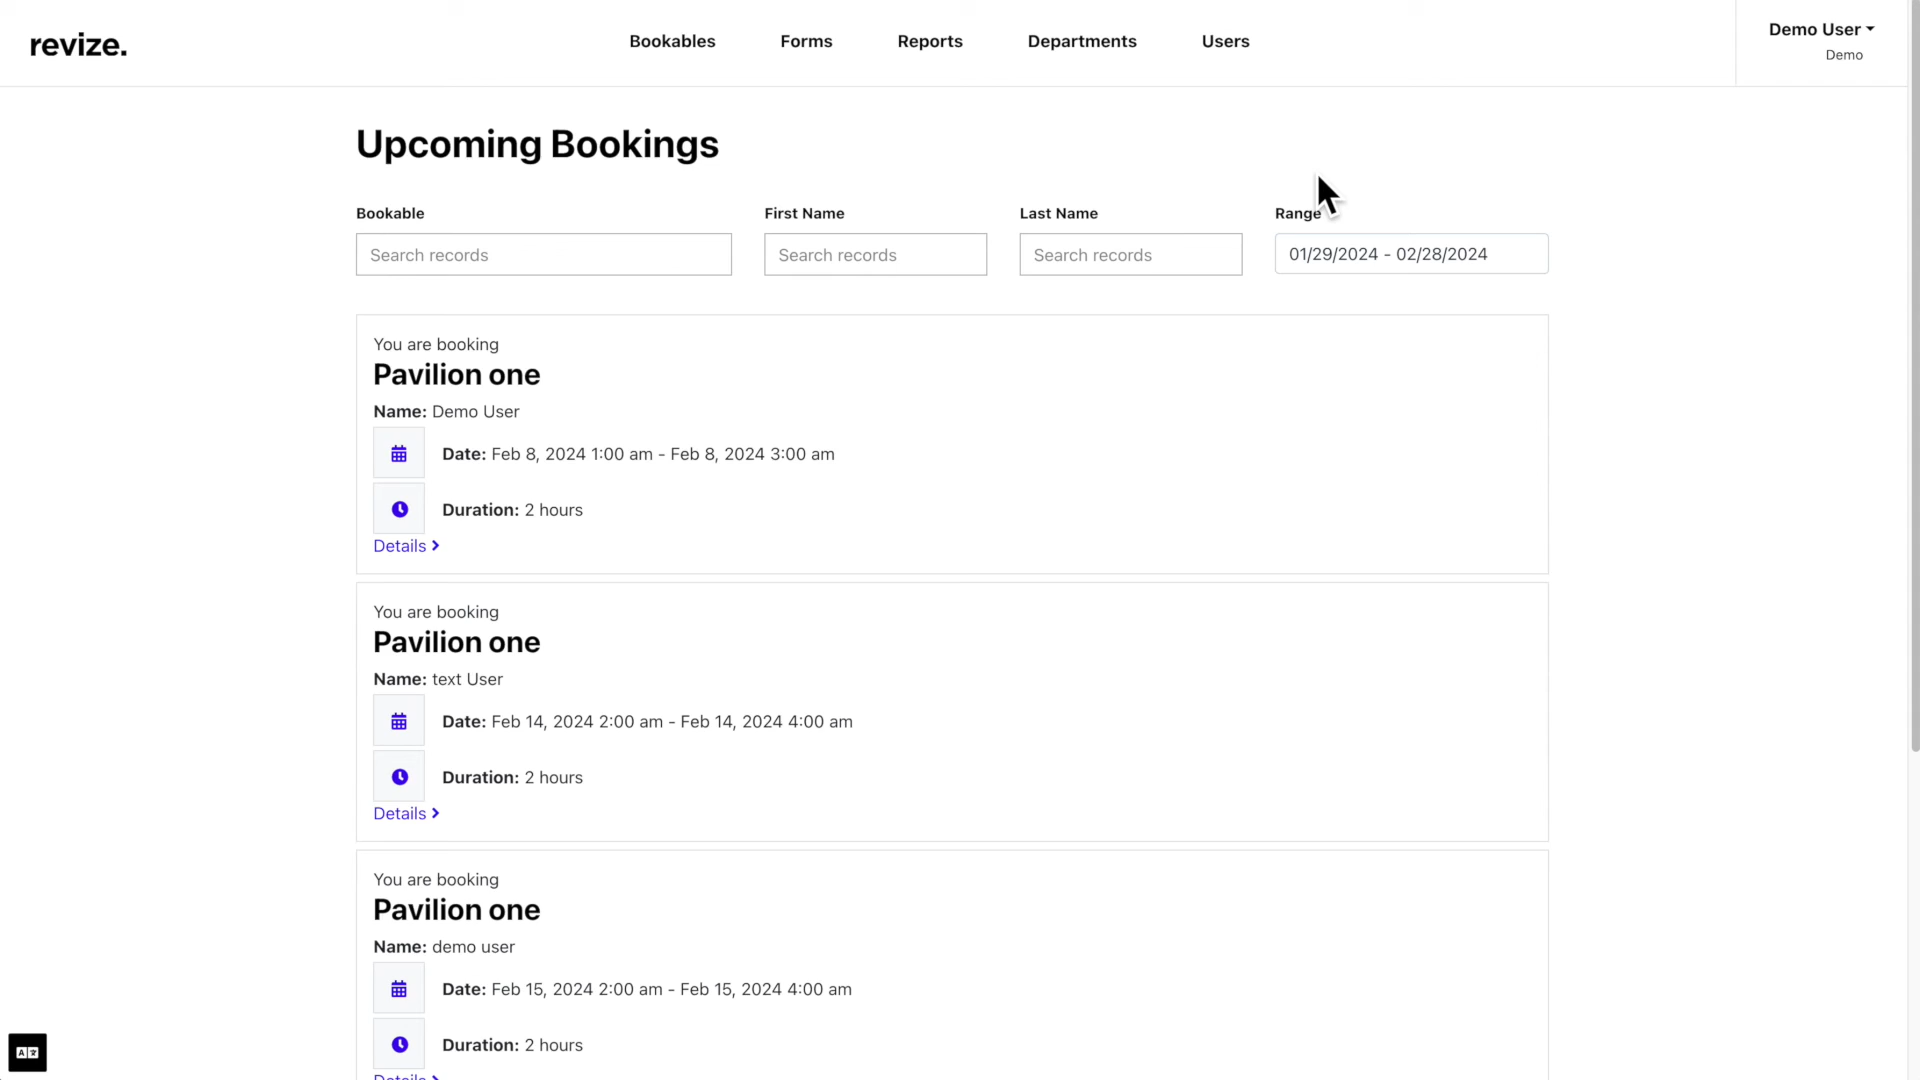 revize.
Bookables Forms Reports Departments Users
Demo User
Demo
Upcoming Bookings
Bookable First Name Last Name Range
Search records Search records Search records 01/29/2024 - 02/28/2024
You are booking
Pavilion one
Name: Demo User
Date: Feb 8, 2024 1:00 am - Feb 8, 2024 3:00 am
Duration: 2 hours
Details
You are booking
Pavilion one
Name: text User
Date: Feb 14, 2024 2:00 am - Feb 14, 2024 4:00 am
Duration: 2 hours
Details
You are booking
Pavilion one
Name: demo user
Date: Feb 15, 2024 2:00 am - Feb 15, 2024 4:00 am
Duration: 2 hours
Details